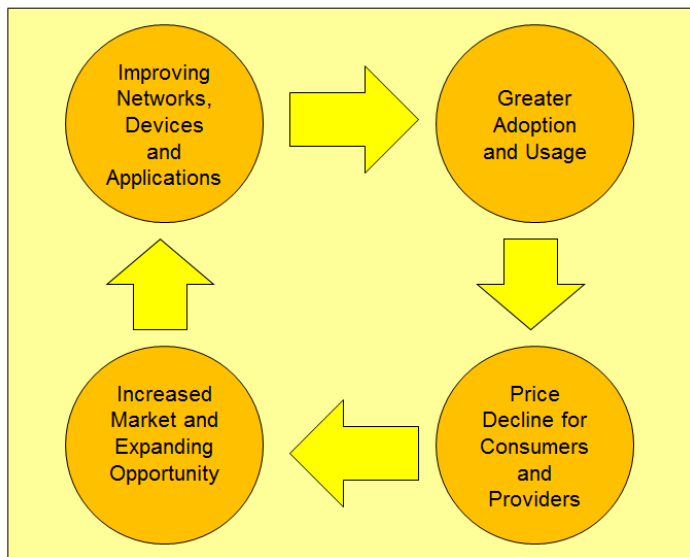 Improving
Networks,
Devices
and
Applications
Greater
Adoption
and Usage
Increased
Market and
Expanding
Opportunity
Price
Decline for
Consumers
and
Providers